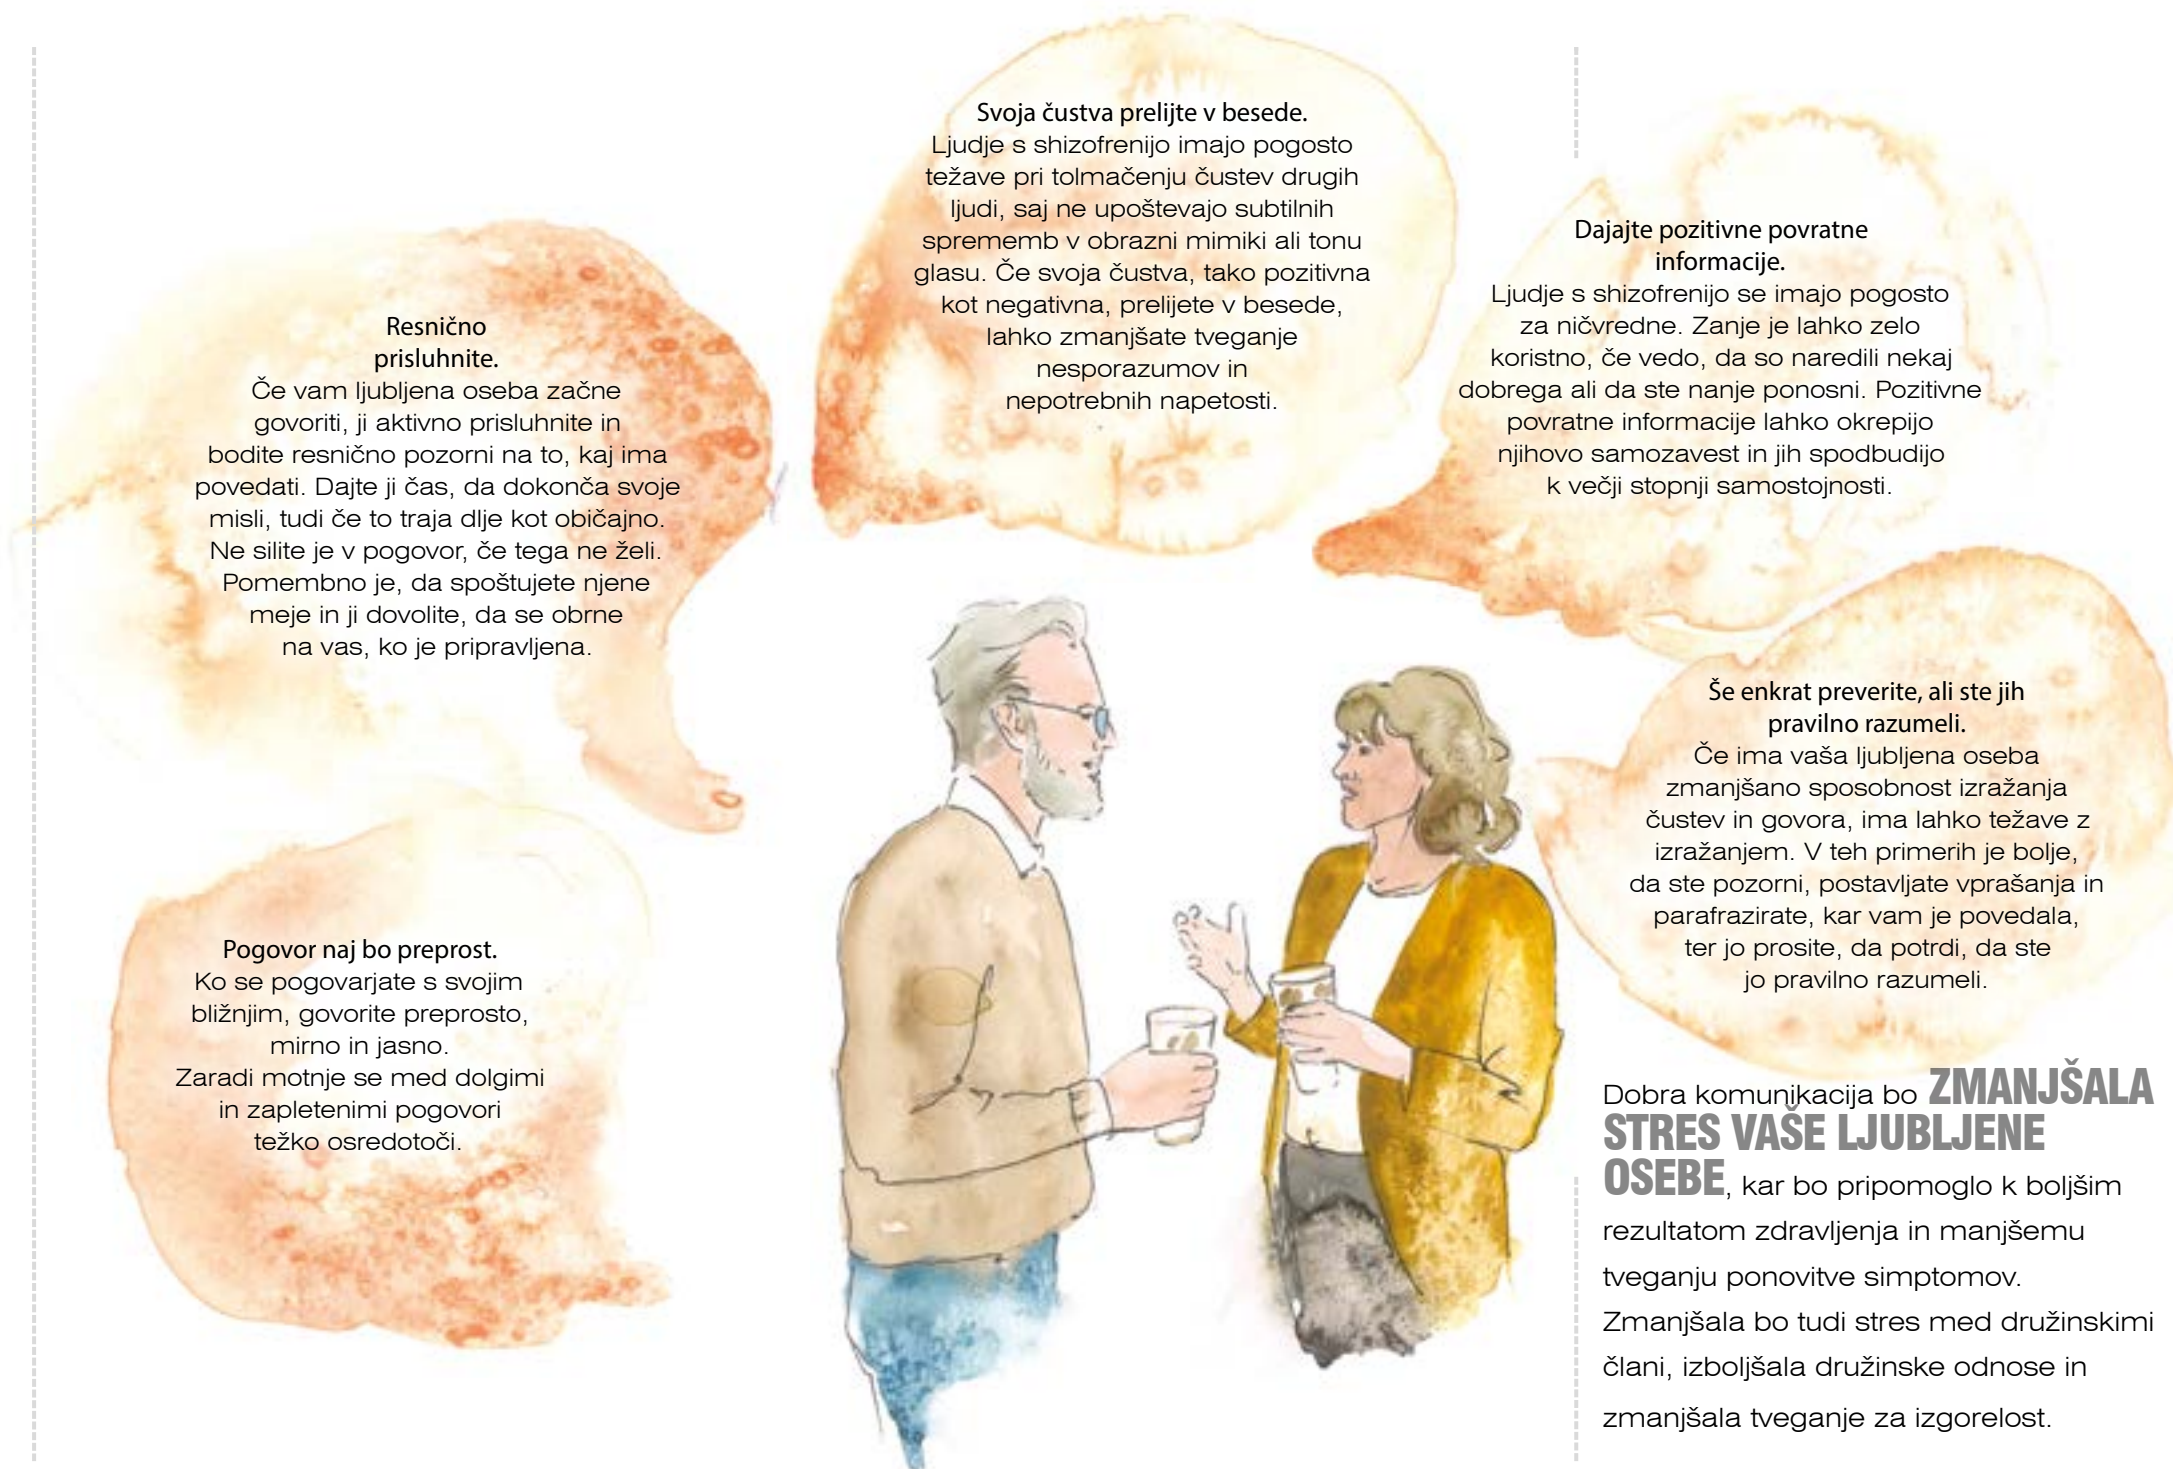 Pogovor naj bo preprost.
Ko se pogovarjate s svojim
bližnjim, govorite preprosto,
mirno in jasno.
Zaradi motnje se med dolgimi
in zapletenimi pogovori
težko osredotoči.
Resnično
prisluhnite.
Če vam ljubljena oseba začne
govoriti, ji aktivno prisluhnite in
bodite resnično pozorni na to, kaj ima
povedati. Dajte ji čas, da dokonča svoje
misli, tudi če to traja dlje kot običajno.
Ne silite je v pogovor, če tega ne želi.
Pomembno je, da spoštujete njene
meje in ji dovolite, da se obrne
na vas, ko je pripravljena.
Svoja čustva prelijte v besede.
Ljudje s shizofrenijo imajo pogosto
težave pri tolmačenju čustev drugih
ljudi, saj ne upoštevajo subtilnih
sprememb v obrazni mimiki ali tonu
glasu. Če svoja čustva, tako pozitivna
kot negativna, prelijete v besede,
lahko zmanjšate tveganje
nesporazumov in
nepotrebnih napetosti.
Dajajte pozitivne povratne
informacije.
Ljudje s shizofrenijo se imajo pogosto
za ničvredne. Zanje je lahko zelo
koristno, če vedo, da so naredili nekaj
dobrega ali da ste nanje ponosni. Pozitivne
povratne informacije lahko okrepijo
njihovo samozavest in jih spodbudijo
k večji stopnji samostojnosti.
Še enkrat preverite, ali ste jih
pravilno razumeli.
Če ima vaša ljubljena oseba
zmanjšano sposobnost izražanja
čustev in govora, ima lahko težave z
izražanjem. V teh primerih je bolje,
da ste pozorni, postavljate vprašanja in
parafrazirate, kar vam je povedala,
ter jo prosite, da potrdi, da ste
jo pravilno razumeli.
Dobra komunikacija bo ZMANJŠALA
STRES VAŠE LJUBLJENE
OSEBE, kar bo pripomoglo k boljšim
rezultatom zdravljenja in manjšemu
tveganju ponovitve simptomov.
Zmanjšala bo tudi stres med družinskimi
člani, izboljšala družinske odnose in
zmanjšala tveganje za izgorelost.